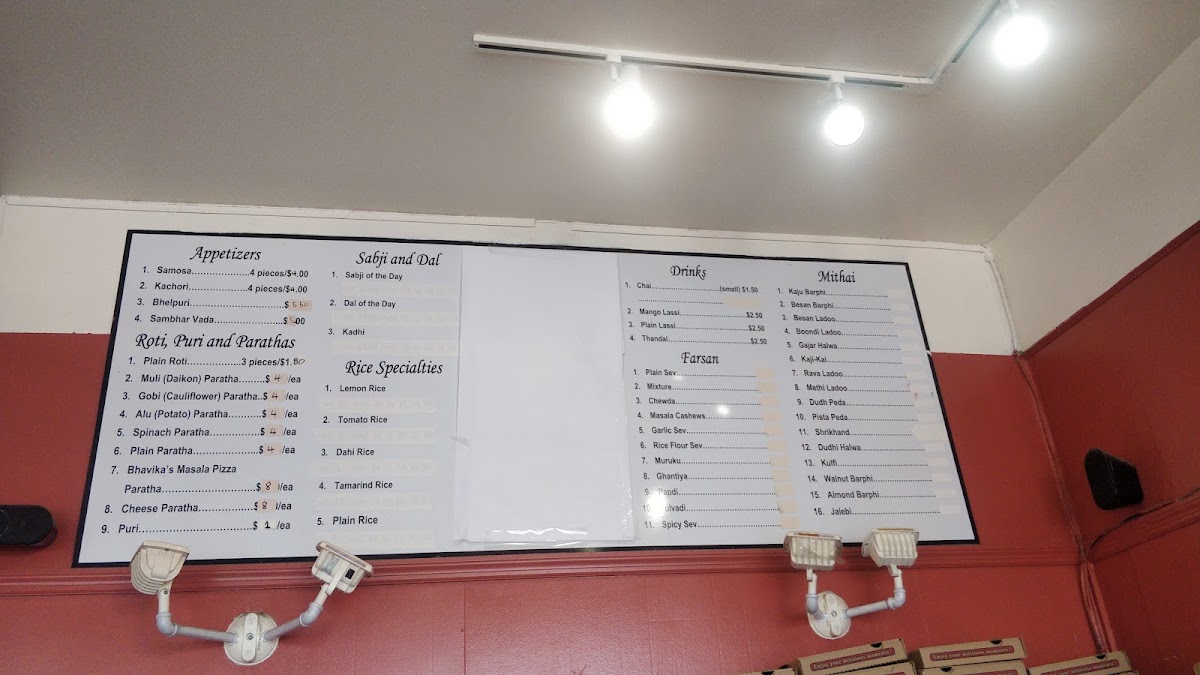 Appetizers
1. Samosa....................4 pieces/$4.00
2. Kachori.....................4 pieces/$4.00
3. Bhelpuri................................$ 5.50
4. Sambhar Vada.......................$ .00
Roti, Puri and Parathas
1. Plain Roti..................3 pieces/$1.50
2. Muli (Daikon) Paratha.........$ 4 /ea
3. Gobi (Cauliflower) Paratha..$ 4 /ea
4. Alu (Potato) Paratha...........$ 4 /ea
5. Spinach Paratha.................$ 4 /ea
6. Plain Paratha.....................$ 4 /ea
7. Bhavika's Masala Pizza
Paratha...............................$ 8 /ea
8. Cheese Paratha..................$ 8 /ea
9. Puri.....................................$ 1 /ea
Sabji and Dal
1. Sabji of the Day
2. Dal of the Day
3. Kadhi
Rice Specialties
1. Lemon Rice
2. Tomato Rice
3. Dahi Rice
4. Tamarind Rice
5. Plain Rice
Drinks
1. Chai............................(small) $1.50
2. Mango Lassi...........................$2.50
3. Plain Lassi.............................$2.50
4. Thandai.................................$2.50
Farsan
1. Plain Sev
2. Mixture
3. Chewda
4. Masala Cashews
5. Garlic Sev
6. Rice Flour Sev
7. Muruku
8. Ghantiya
9. Papdi
10. 
11. Spicy Sev
Mithai
1. Kaju Barphi
2. Besan Barphi
3. Besan Ladoo
4. Boondi Ladoo
5. Gajar Halwa
6. Kaji-Kai
7. Rava Ladoo
8. Methi Ladoo
9. Dudh Peda
10. Pista Peda
11. Shrikhand
12. Dudhi Halwa
13. Kulfi
14. Walnut Barphi
15. Almond Barphi
16. Jalebi
Enjoy your delicious moments!